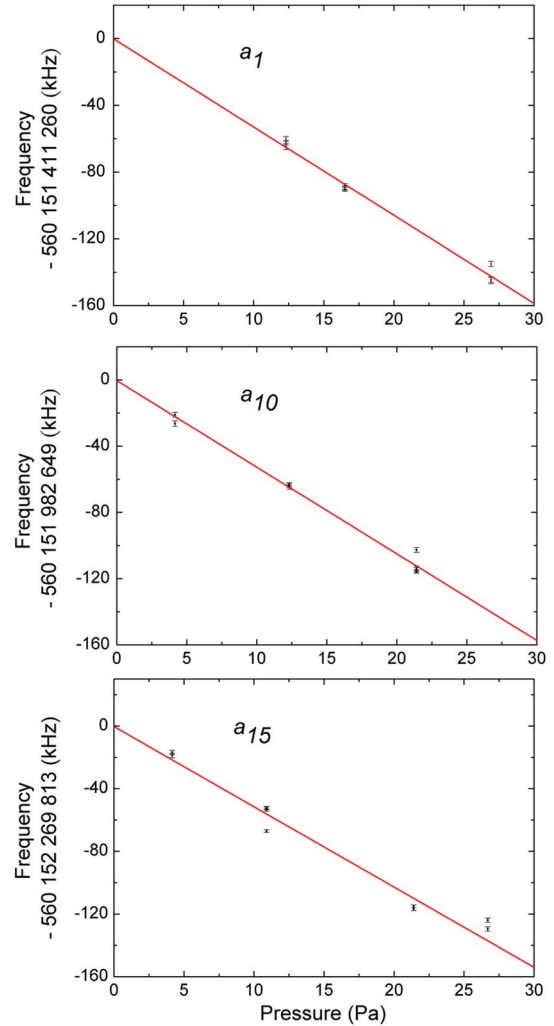 a1
0
-40
-80
-120
-160
0 5 10 15 20 25 30
Frequency
- 560 151 411 260 (kHz)
a10
0
-40
-80
-120
-160
0 5 10 15 20 25 30
Frequency
- 560 151 982 649 (kHz)
a15
0
-40
-80
-120
-160
0 5 10 15 20 25 30
Frequency
- 560 152 269 813 (kHz)
Pressure (Pa)